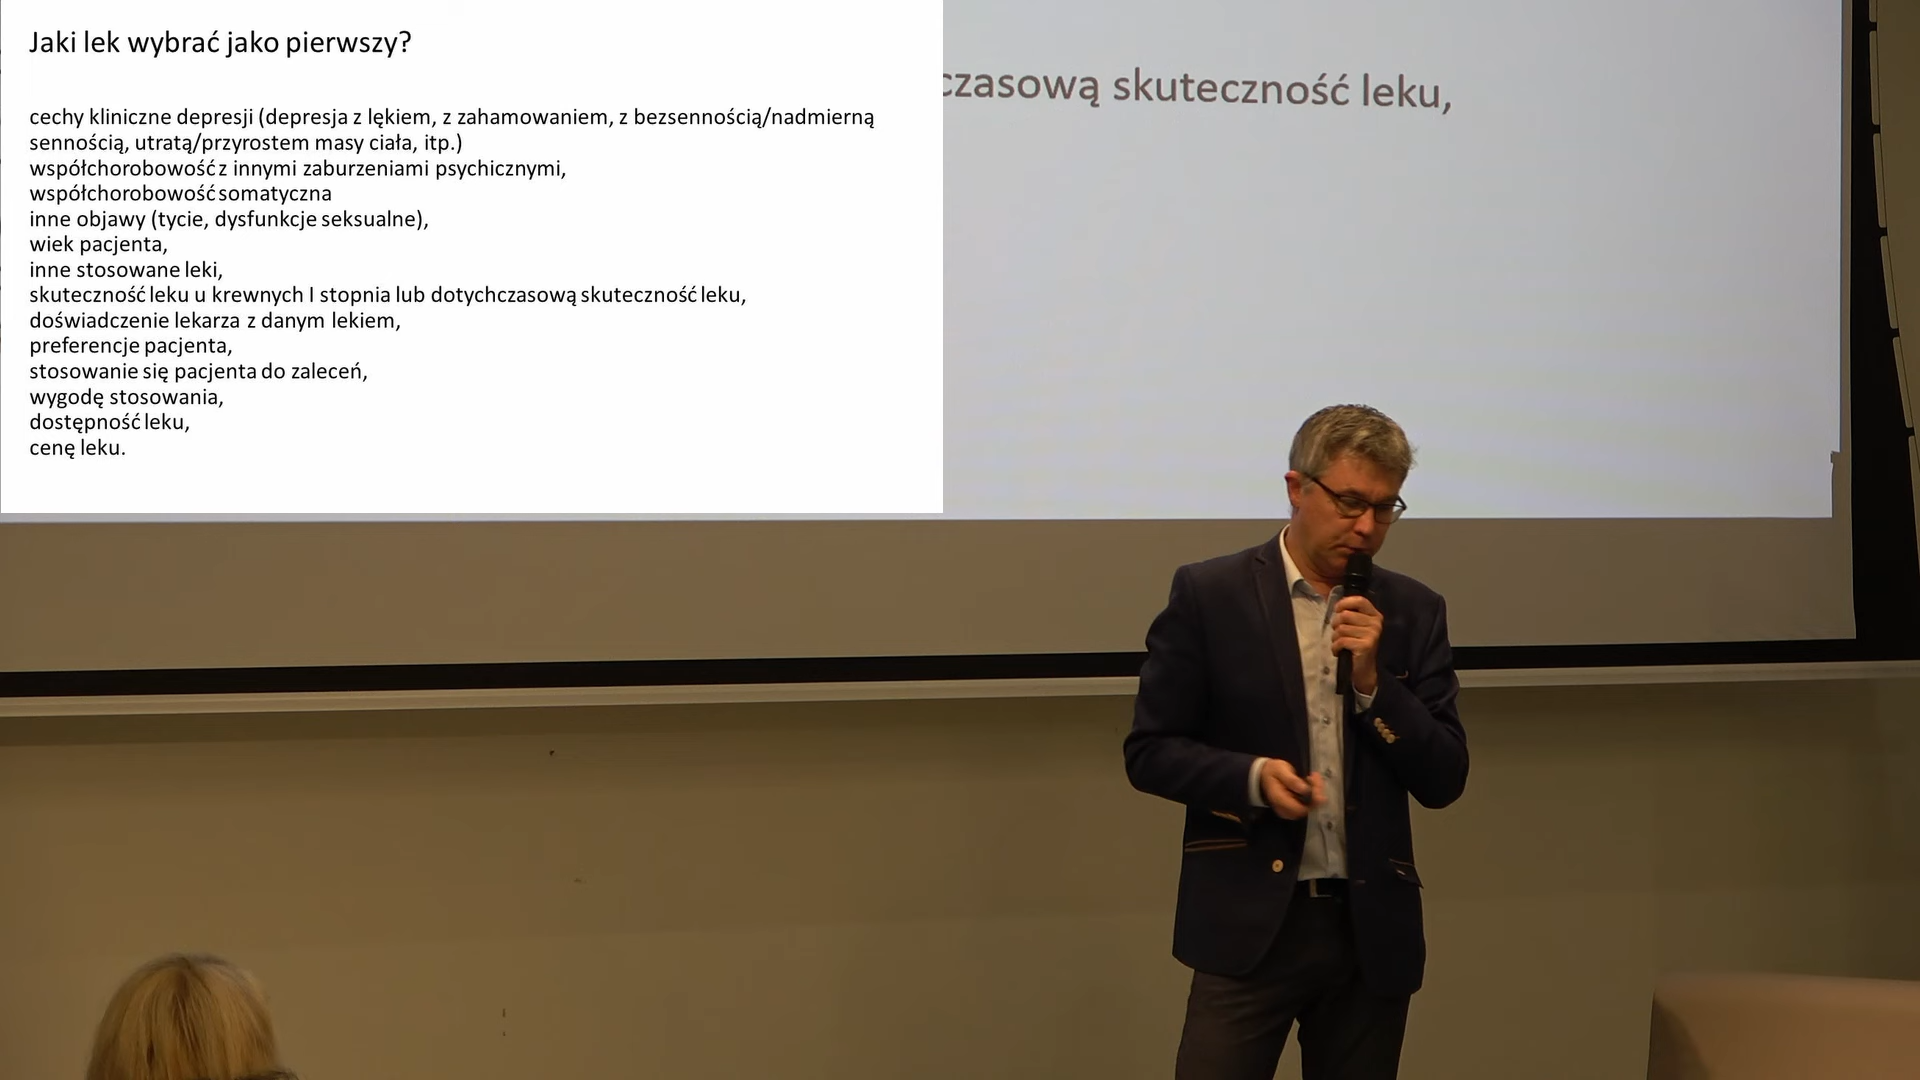 Jaki lek wybrać jako pierwszy?
cechy kliniczne depresji (depresja z lękiem, z zahamowaniem, z bezsennością/nadmierną
sennością, utratą/przyrostem masy ciała, itp.)
współchorobowość z innymi zaburzeniami psychicznymi,
współchorobowość somatyczna
inne objawy (tycie, dysfunkcje seksualne),
wiek pacjenta,
inne stosowane leki,
skuteczność leku u krewnych I stopnia lub dotychczasową skuteczność leku,
doświadczenie lekarza z danym lekiem,
preferencje pacjenta,
stosowanie się pacjenta do zaleceń,
wygodę stosowania,
dostępność leku,
cenę leku.
czasową skuteczność leku,